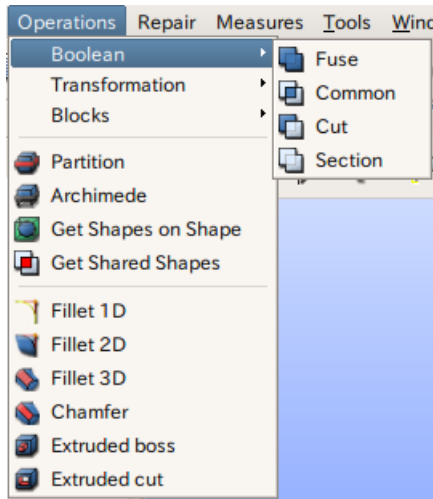 Operations Repair Measures Tools
Boolean
Transformation
Blocks
Partition
Archimede
Get Shapes on Shape
Get Shared Shapes
Fillet 1D
Fillet 2D
Fillet 3D
Chamfer
Extruded boss
Extruded cut
Fuse
Common
Cut
Section